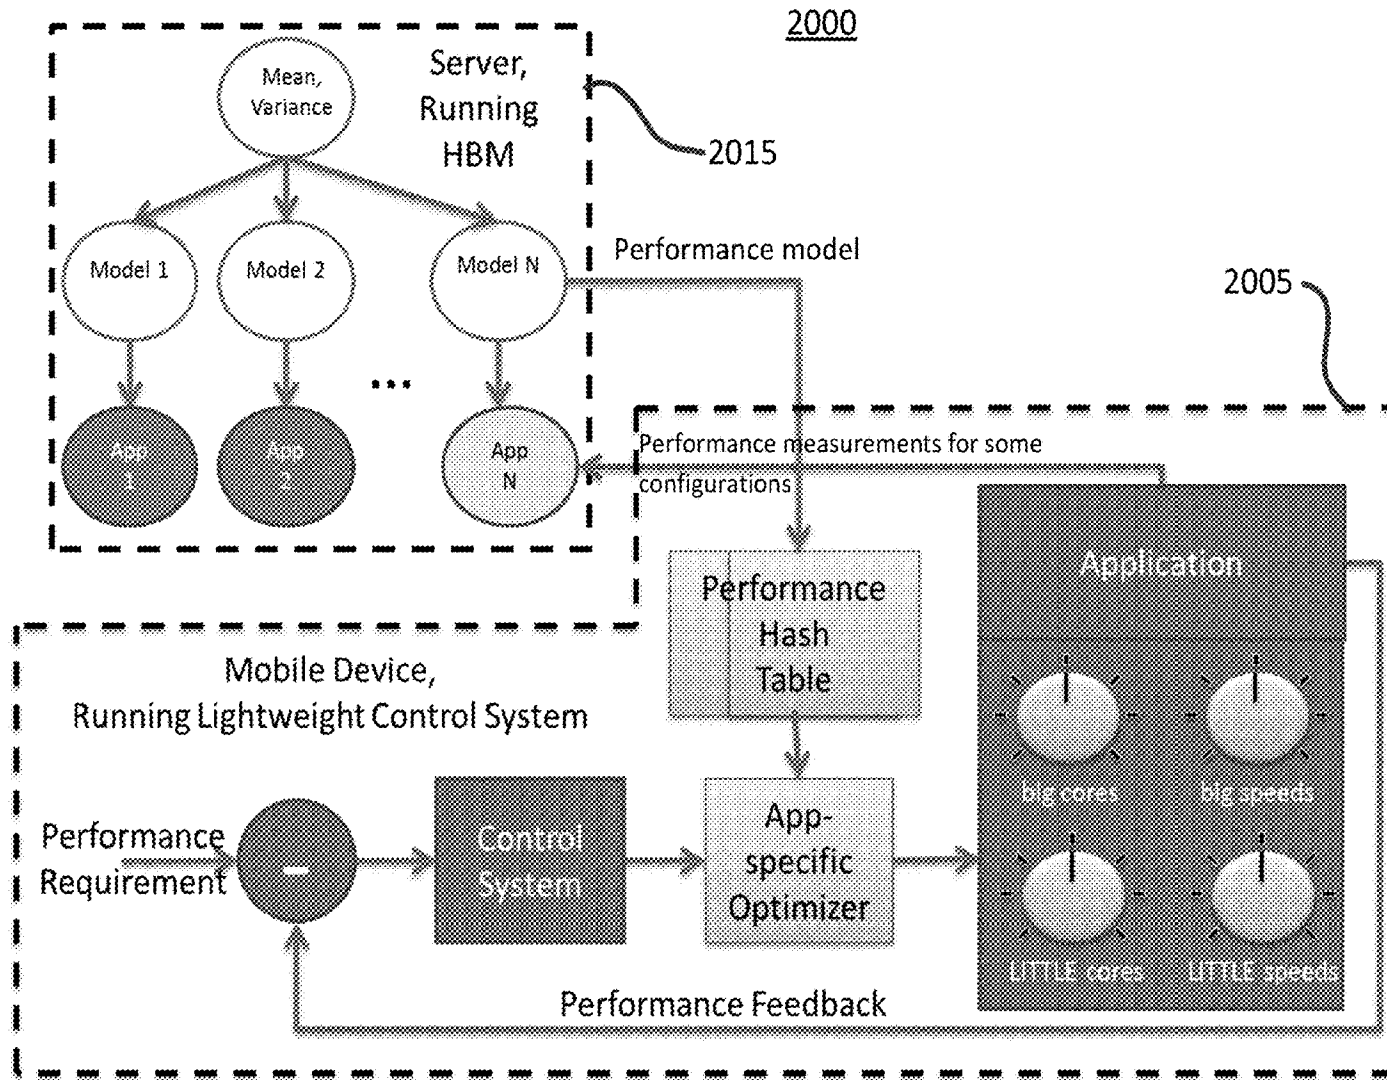 2000
Mean,
Variance
Server,
Running
HBM
2015
Model 1
Model 2
Model N
Performance model
2005
...
App
1
App
2
App
N
Performance measurements for some
configurations
Application
Performance
Hash
Table
Mobile Device,
Running Lightweight Control System
big cores
big speeds
Performance
Requirement
–
Control
System
App-
specific
Optimizer
LITTLE cores
LITTLE speeds
Performance Feedback